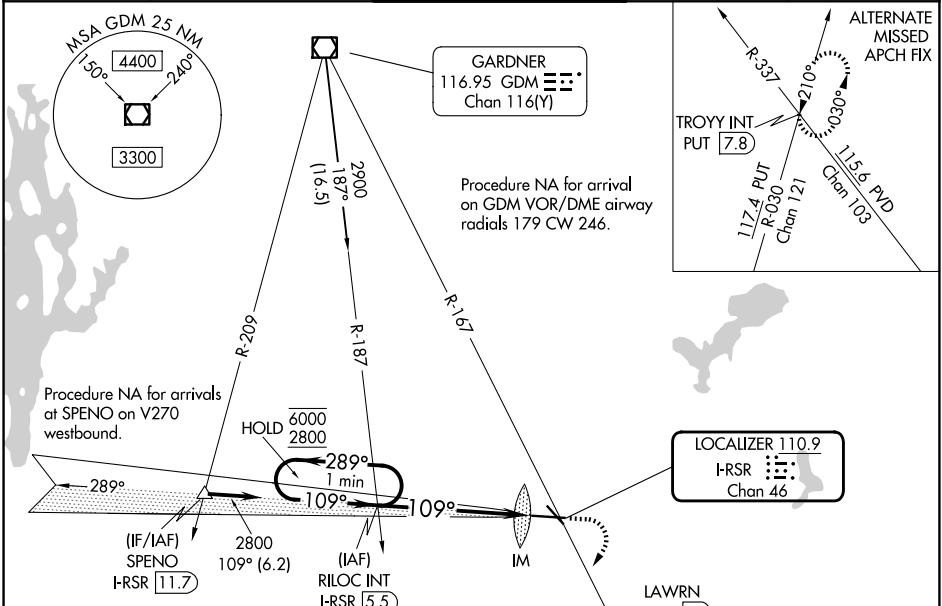 MSA GDM 25 NM
150°
240°
4400
3300
GARDNER
116.95 GDM
Chan 116(Y)
ALTERNATE
MISSED
APCH FIX
R-337
210°
030°
TROYY INT
PUT 7.8
115.6 PVD
Chan 103
117.4 PUT
R-030
Chan 121
2900
187°
(16.5)
Procedure NA for arrival
on GDM VOR/DME airway
radials 179 CW 246.
R-209
R-187
R-167
Procedure NA for arrivals
at SPENO on V270
westbound.
HOLD
6000
2800
289°
1 min
109°
109°
289°
LOCALIZER 110.9
I-RSR
Chan 46
(IF/IAF)
SPENO
I-RSR 11.7
2800
109° (6.2)
(IAF)
RILOC INT
I-RSR 5.5
IM
LAWRN